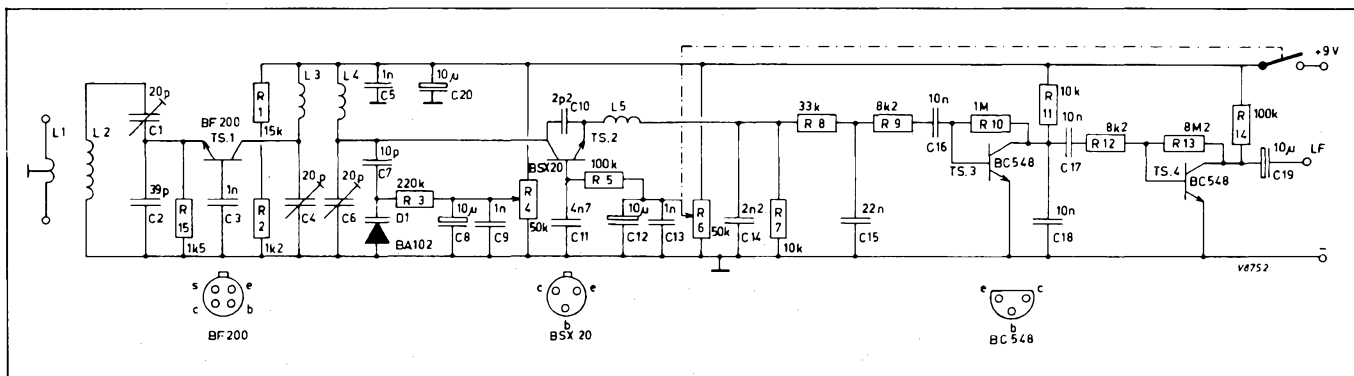 +9V
L1
L2
20p
C1
39p
C2
R15
1k5
BF200
TS.1
1n
C3
R1
15k
R2
1k2
L3
L4
20p
C4
20p
C6
1n
C5
10µ
C20
10p
C7
D1
BA102
220k
R3
10µ
C8
1n
C9
R4
50k
2p2
C10
TS.2
BSX20
L5
100k
R5
4n7
C11
10µ
C12
1n
C13
R6
50k
2n2
C14
R7
10k
33k
R8
22n
C15
8k2
R9
10n
C16
1M
R10
TS.3
BC548
R11
10k
10n
C17
10n
C18
8k2
R12
8M2
R13
TS.4
BC548
R14
100k
10µ
C19
LF
-
V8752
s e
c b
BF200
c e
b
BSX20
e c
b
BC548